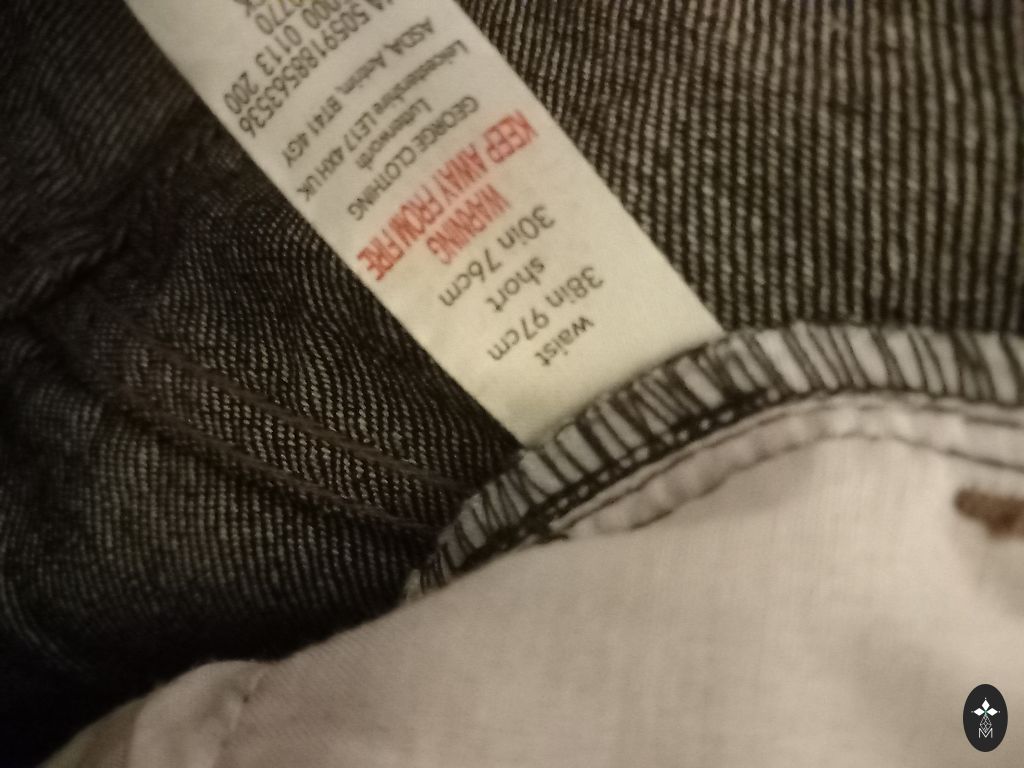 waist
38in 97cm
short
30in 76cm
WARNING
KEEP AWAY FROM FIRE
GEORGE CLOTHING
Lutterworth
Leicestershire LE17 4XH UK
ASDA, Antrim, BT41 4GY
5059188563536
0113 200
M